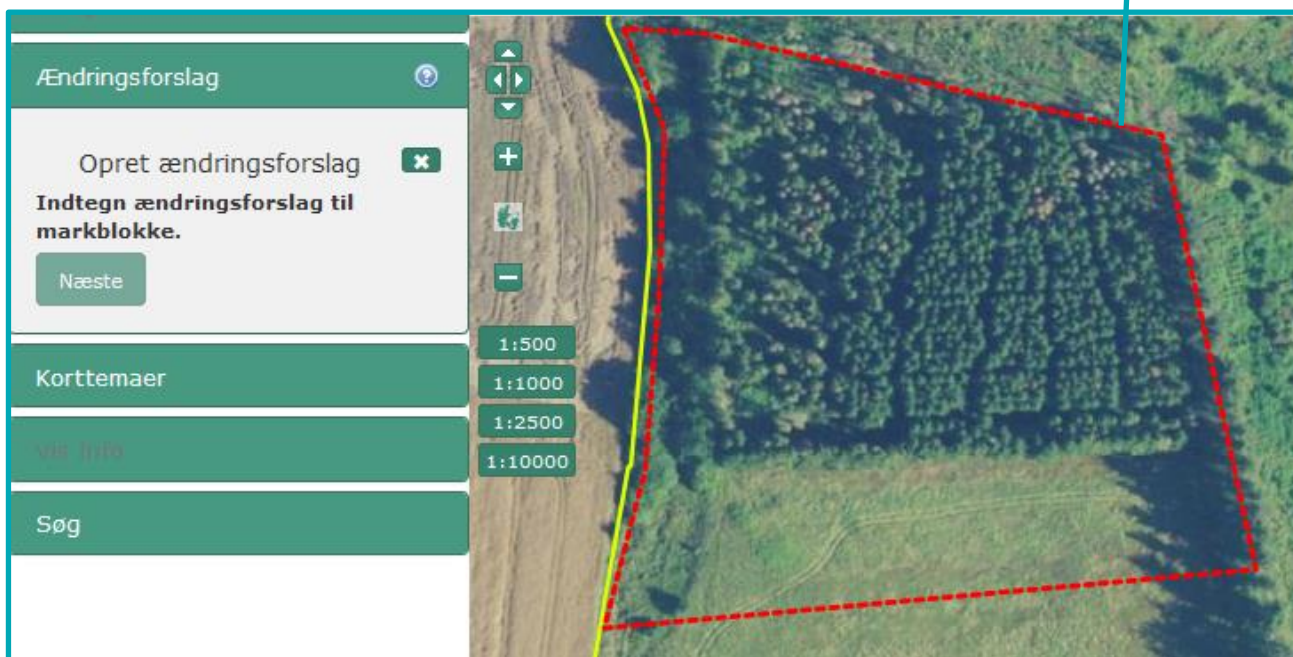 Ændringsforslag
Opret ændringsforslag
Indtegn ændringsforslag til
markblokke.
Næste
Korttemaer
Vis info
Søg
1:500
1:1000
1:2500
1:10000